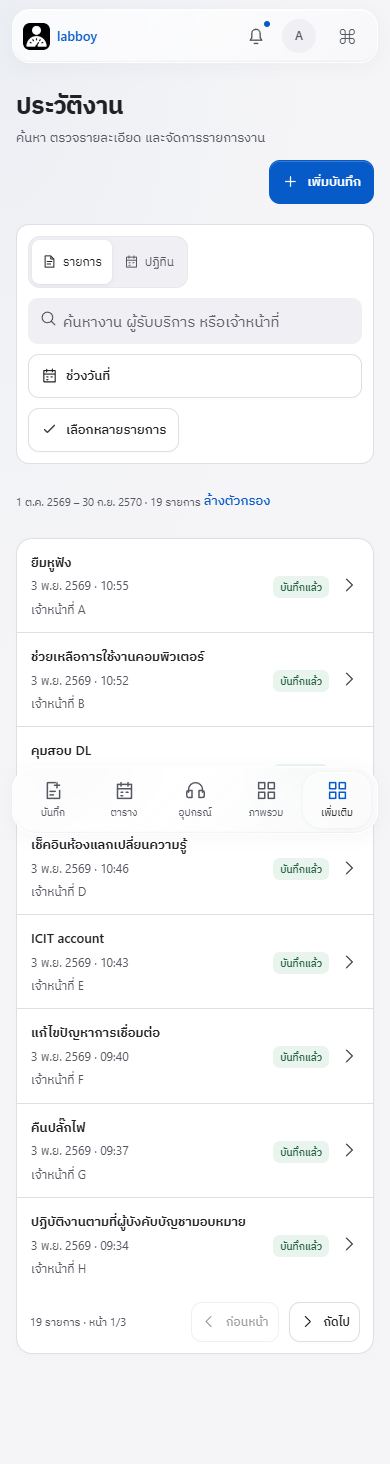 labboy
A
ประวัติงาน
ค้นหา ตรวจรายละเอียด และจัดการรายการงาน
เพิ่มบันทึก
รายการ
ปฏิทิน
ค้นหางาน ผู้รับบริการ หรือเจ้าหน้าที่
ช่วงวันที่
เลือกหลายรายการ
1 ต.ค. 2569 – 30 ก.ย. 2570 · 19 รายการ ล้างตัวกรอง
ยืมหูฟัง
3 พ.ย. 2569 · 10:55
บันทึกแล้ว
เจ้าหน้าที่ A
ช่วยเหลือการใช้งานคอมพิวเตอร์
3 พ.ย. 2569 · 10:52
บันทึกแล้ว
เจ้าหน้าที่ B
คุมสอบ DL
บันทึก
ตาราง
อุปกรณ์
ภาพรวม
เพิ่มเติม
เช็คอินห้องแลกเปลี่ยนความรู้
3 พ.ย. 2569 · 10:46
บันทึกแล้ว
เจ้าหน้าที่ D
ICIT account
3 พ.ย. 2569 · 10:43
บันทึกแล้ว
เจ้าหน้าที่ E
แก้ไขปัญหาการเชื่อมต่อ
3 พ.ย. 2569 · 09:40
บันทึกแล้ว
เจ้าหน้าที่ F
คืนปลั๊กไฟ
3 พ.ย. 2569 · 09:37
บันทึกแล้ว
เจ้าหน้าที่ G
ปฏิบัติงานตามที่ผู้บังคับบัญชามอบหมาย
3 พ.ย. 2569 · 09:34
บันทึกแล้ว
เจ้าหน้าที่ H
19 รายการ · หน้า 1/3
ก่อนหน้า
ถัดไป